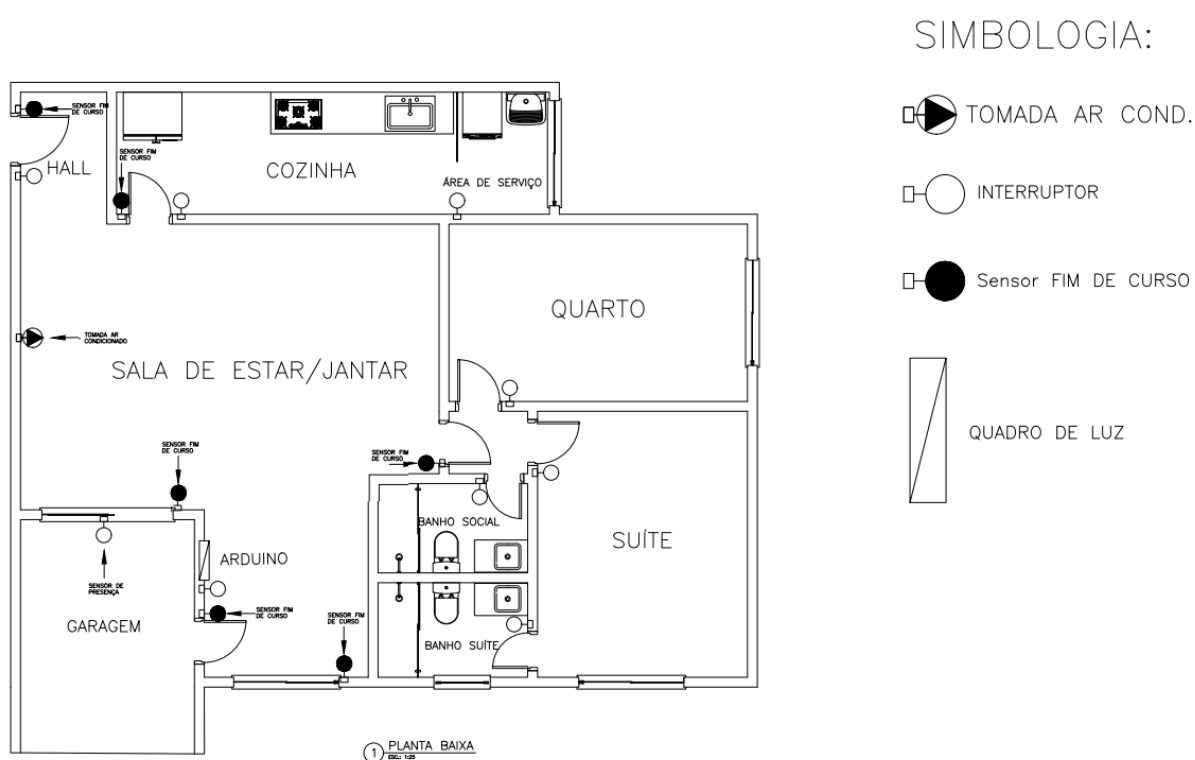 SIMBOLOGIA:
TOMADA AR COND.
INTERRUPTOR
Sensor FIM DE CURSO
QUADRO DE LUZ
SENSOR FIM
DE CURSO
HALL
SENSOR FIM
DE CURSO
COZINHA
ÁREA DE SERVIÇO
QUARTO
TOMADA AR
CONDICIONADO
SALA DE ESTAR/JANTAR
SENSOR FIM
DE CURSO
SENSOR FIM
DE CURSO
BANHO SOCIAL
SUÍTE
ARDUINO
SENSOR DE
PRESENÇA
SENSOR FIM
DE CURSO
SENSOR FIM
DE CURSO
GARAGEM
BANHO SUÍTE
1 PLANTA BAIXA
ESC.: 1:25